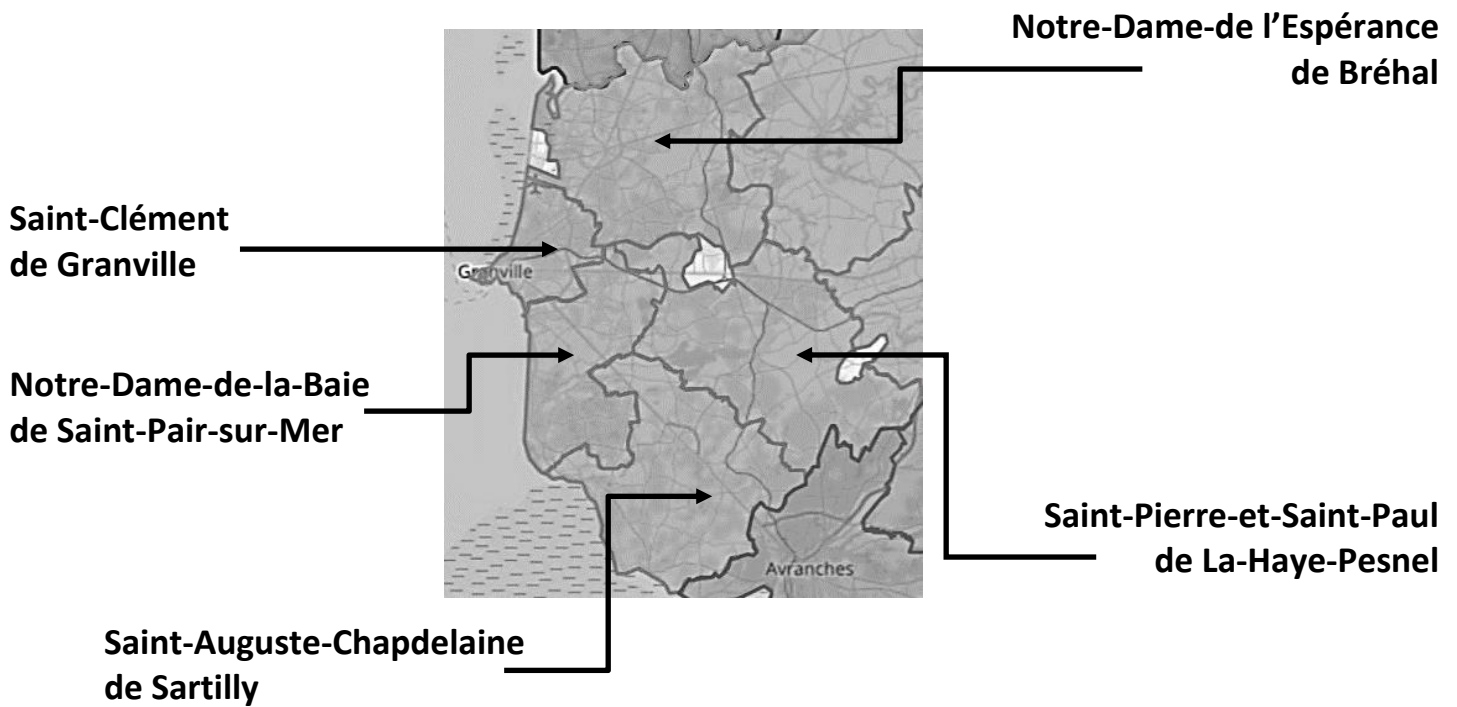 Notre-Dame-de l’Espérance
de Bréhal
Saint-Clément
de Granville
Granville
Notre-Dame-de-la-Baie
de Saint-Pair-sur-Mer
Saint-Pierre-et-Saint-Paul
de La-Haye-Pesnel
Avranches
Saint-Auguste-Chapdelaine
de Sartilly